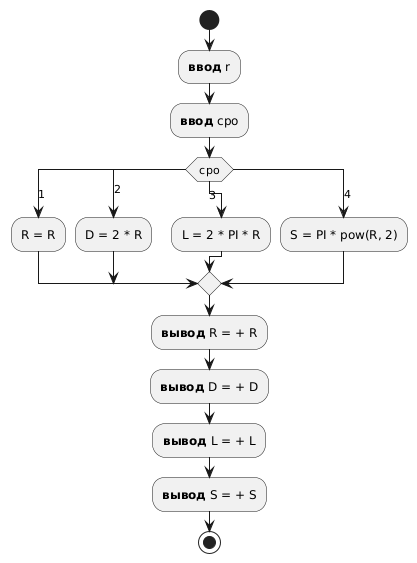 ввод r
ввод cpo
cpo
1
2
3
4
R = R
D = 2 * R
L = 2 * PI * R
S = PI * pow(R, 2)
вывод R = + R
вывод D = + D
вывод L = + L
вывод S = + S